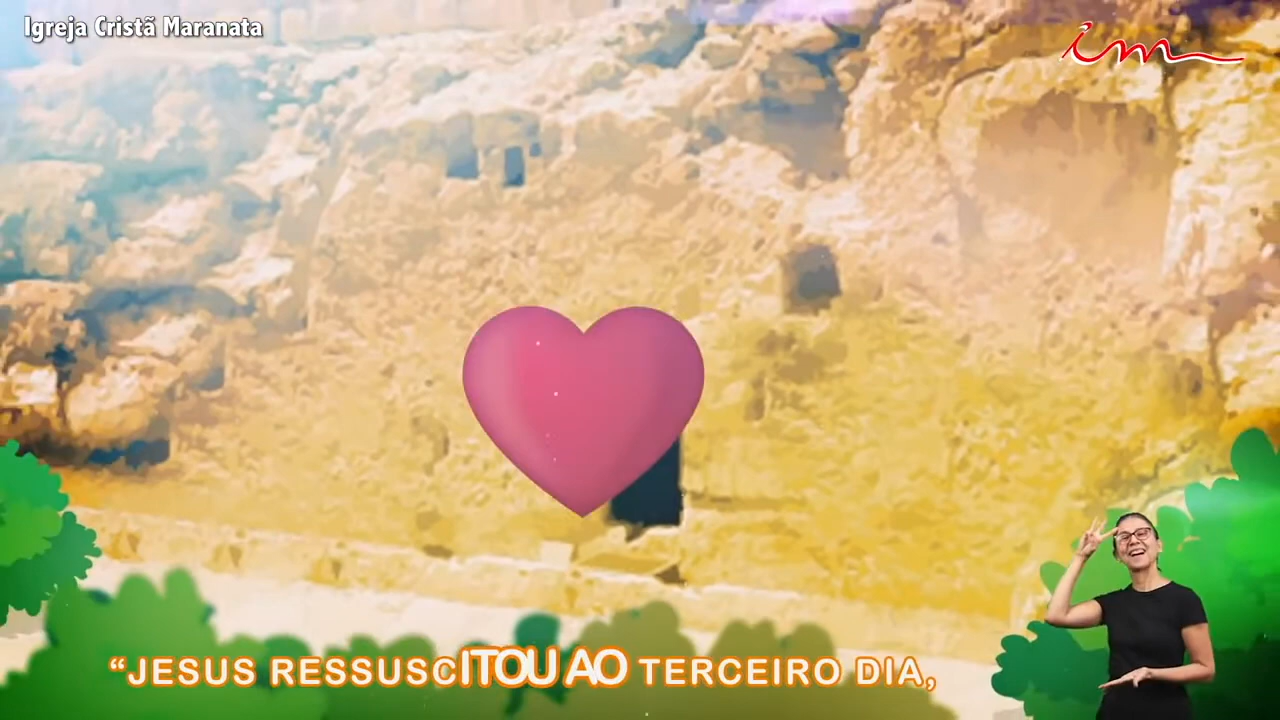 Igreja Cristã Maranata
im
“JESUS RESSUSCITOU AO TERCEIRO DIA,